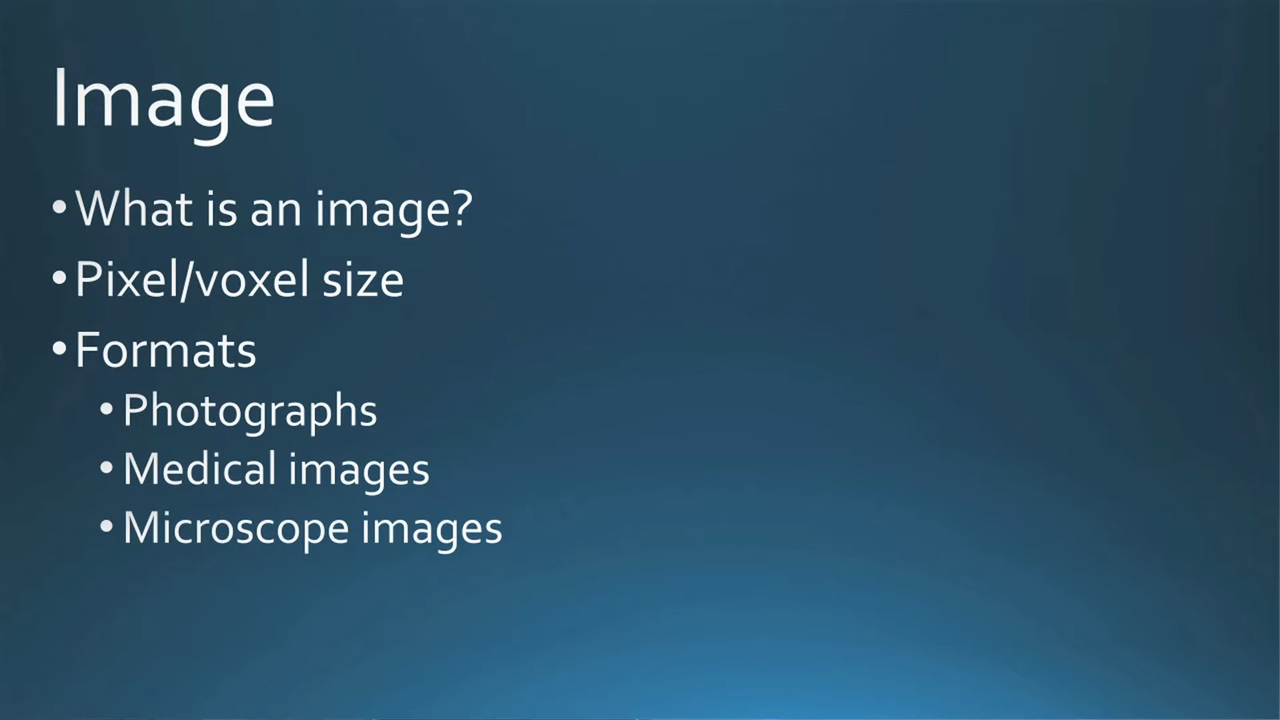 Image
•What is an image?
•Pixel/voxel size
•Formats
•Photographs
•Medical images
•Microscope images